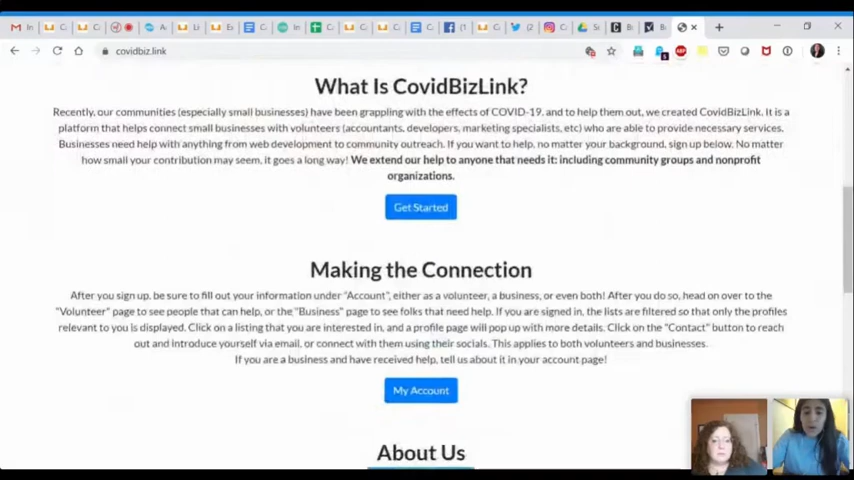 covidbiz.link
What Is CovidBizLink?
Recently, our communities (especially small businesses) have been grappling with the effects of COVID-19, and to help them out, we created CovidBizLink. It is a
platform that helps connect small businesses with volunteers (accountants, developers, marketing specialists, etc) who are able to provide necessary services.
Businesses need help with anything from web development to community outreach. If you want to help, no matter your background, sign up below. No matter
how small your contribution may seem, it goes a long way! We extend our help to anyone that needs it: including community groups and nonprofit
organizations.
Get Started
Making the Connection
After you sign up, be sure to fill out your information under "Account", either as a volunteer, a business, or even both! After you do so, head on over to the
"Volunteer" page to see people that can help, or the "Business" page to see folks that need help. If you are signed in, the lists are filtered so that only the profiles
relevant to you is displayed. Click on a listing that you are interested in, and a profile page will pop up with more details. Click on the "Contact" button to reach
out and introduce yourself via email, or connect with them using their socials. This applies to both volunteers and businesses.
If you are a business and have received help, tell us about it in your account page!
My Account
About Us